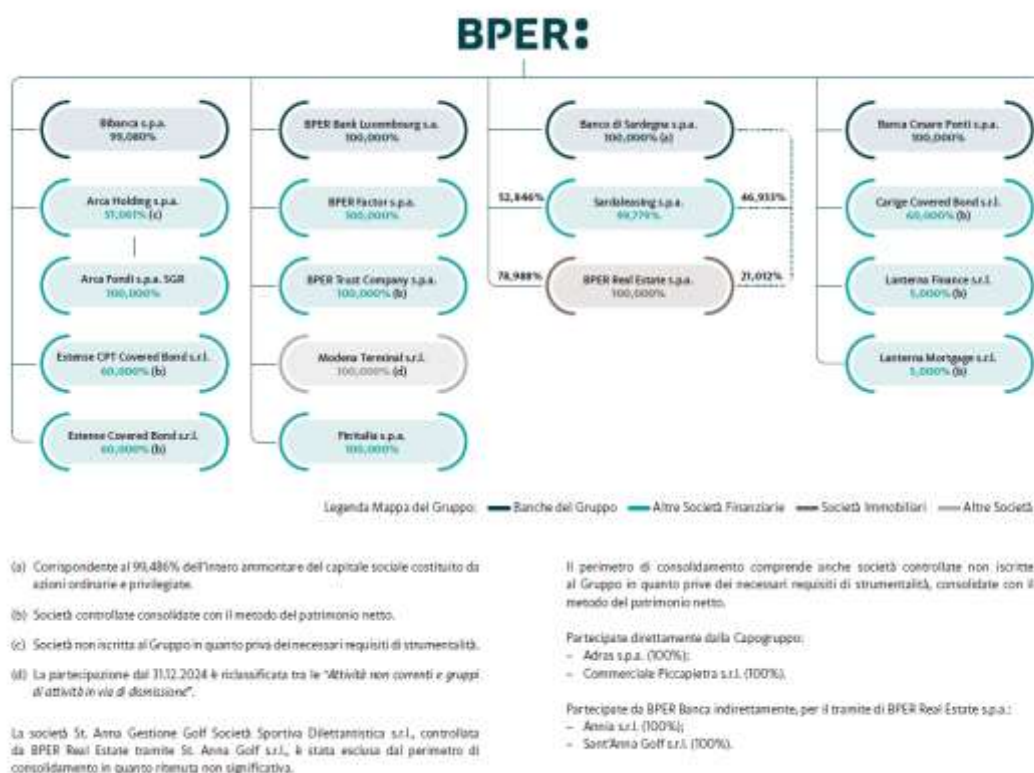 BPER:
Bibanca s.p.a.
99,080%
BPER Bank Luxembourg s.a.
100,000%
Banco di Sardegna s.p.a.
100,000% (a)
Banca Cesare Ponti s.p.a.
100,000%
Arca Holding s.p.a.
57,061% (c)
BPER Factor s.p.a.
100,000%
52,846%
Sardaleasing s.p.a.
99,779%
46,933%
Carige Covered Bond s.r.l.
60,000% (b)
Arca Fondi s.p.a. SGR
100,000%
BPER Trust Company s.p.a.
100,000% (b)
78,988%
BPER Real Estate s.p.a.
100,000%
21,012%
Lanterna Finance s.r.l.
5,000% (b)
Estense CPT Covered Bond s.r.l.
60,000% (b)
Modena Terminal s.r.l.
100,000% (d)
Lanterna Mortgage s.r.l.
5,000% (b)
Estense Covered Bond s.r.l.
60,000% (b)
Finitalia s.p.a.
100,000%
Legenda Mappa del Gruppo: Banche del Gruppo Altre Società Finanziarie Società Immobiliari Altre Società
(a) Corrispondente al 99,486% dell'intero ammontare del capitale sociale costituito da
azioni ordinarie e privilegiate.
(b) Società controllate consolidate con il metodo del patrimonio netto.
(c) Società non iscritta al Gruppo in quanto priva dei necessari requisiti di strumentalità.
(d) La partecipazione dal 31.12.2024 è riclassificata tra le "Attività non correnti e gruppi
di attività in via di dismissione".
La società St. Anna Gestione Golf Società Sportiva Dilettantistica s.r.l., controllata
da BPER Real Estate tramite St. Anna Golf s.r.l., è stata esclusa dal perimetro di
consolidamento in quanto ritenuta non significativa.
Il perimetro di consolidamento comprende anche società controllate non iscritte
al Gruppo in quanto prive dei necessari requisiti di strumentalità, consolidate con il
metodo del patrimonio netto.
Partecipate direttamente dalla Capogruppo:
- Adras s.p.a. (100%);
- Commerciale Piccapietra s.r.l. (100%).
Partecipate da BPER Banca indirettamente, per il tramite di BPER Real Estate s.p.a.:
- Annia s.r.l. (100%);
- Sant'Anna Golf s.r.l. (100%).